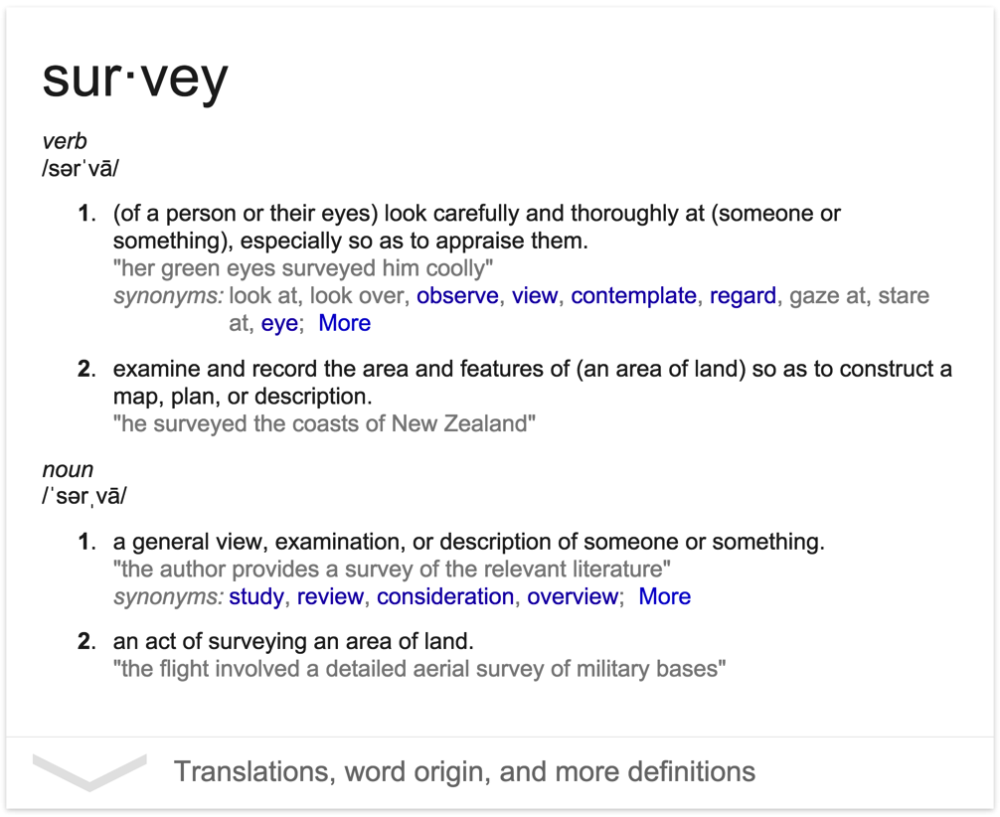 sur·vey
verb
/sərˈvā/
1. (of a person or their eyes) look carefully and thoroughly at (someone or
something), especially so as to appraise them.
"her green eyes surveyed him coolly"
synonyms: look at, look over, observe, view, contemplate, regard, gaze at, stare
at, eye; More
2. examine and record the area and features of (an area of land) so as to construct a
map, plan, or description.
"he surveyed the coasts of New Zealand"
noun
/ˈsərˌvā/
1. a general view, examination, or description of someone or something.
"the author provides a survey of the relevant literature"
synonyms: study, review, consideration, overview; More
2. an act of surveying an area of land.
"the flight involved a detailed aerial survey of military bases"
Translations, word origin, and more definitions